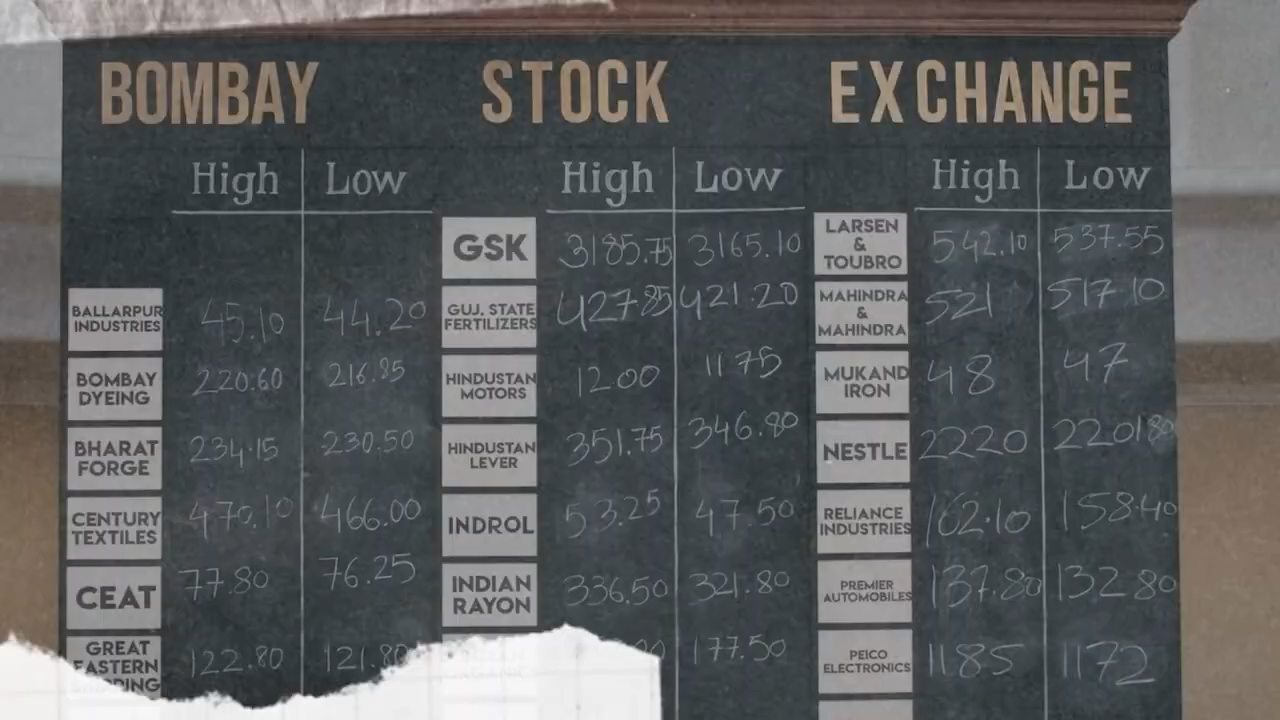 BOMBAY STOCK EXCHANGE
High Low High Low High Low
GSK 3185.75 3165.10
LARSEN
&
TOUBRO
542.10 537.55
BALLARPUR
INDUSTRIES
45.10 44.20
GUJ. STATE
FERTILIZERS
427.85 421.20
MAHINDRA
&
MAHINDRA
521 517.10
BOMBAY
DYEING
220.60 216.85
HINDUSTAN
MOTORS
12.00 11 75
MUKAND
IRON
48 47
BHARAT
FORGE
234.15 230.50
HINDUSTAN
LEVER
351.75 346.80
NESTLE 2220 2201.80
CENTURY
TEXTILES
470.10 466.00
INDROL 53.25 47.50
RELIANCE
INDUSTRIES
162.10 158.40
CEAT 77.80 76.25
INDIAN
RAYON
336.50 321.80
PREMIER
AUTOMOBILES
137.80 132 80
GREAT
EASTERN
122.80 121.80
177.50
PEICO
ELECTRONICS
1185 1172